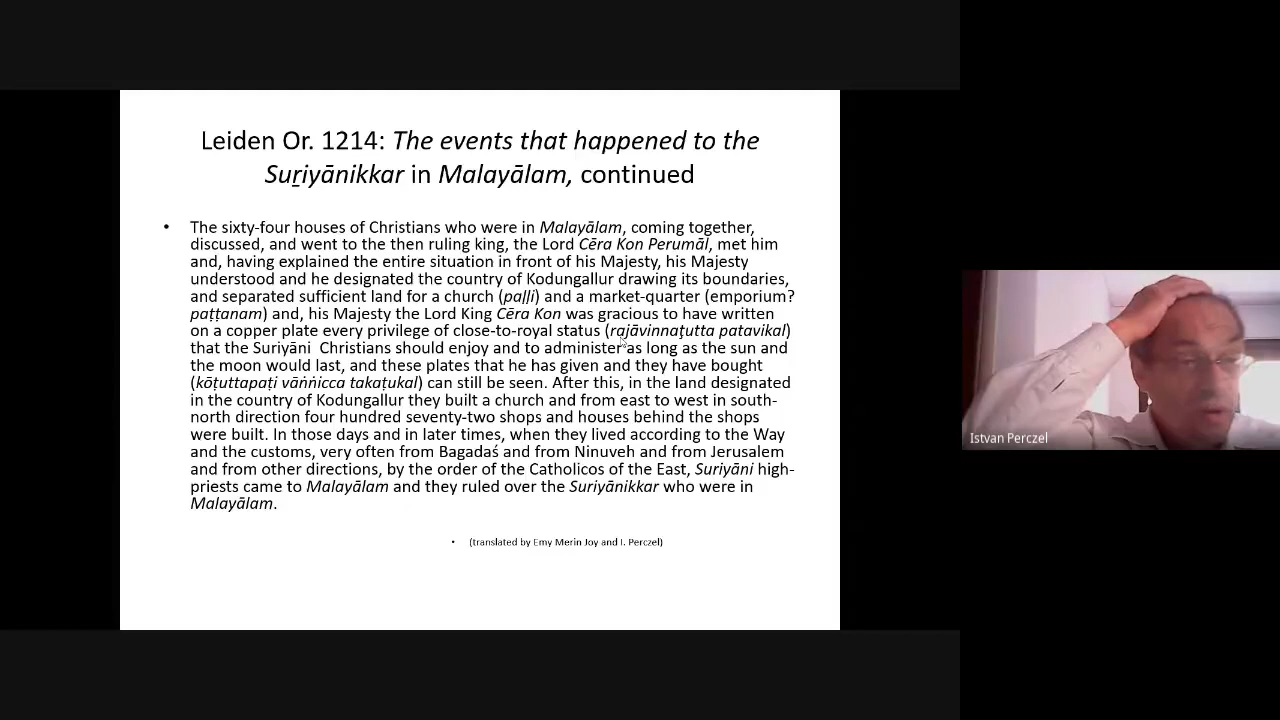 Leiden Or. 1214: The events that happened to the
Suṟiyānikkar in Malayālam, continued
• The sixty-four houses of Christians who were in Malayālam, coming together,
discussed, and went to the then ruling king, the Lord Cēra Kon Perumāl, met him
and, having explained the entire situation in front of his Majesty, his Majesty
understood and he designated the country of Kodungallur drawing its boundaries,
and separated sufficient land for a church (paḷḷi) and a market-quarter (emporium?
paṭṭanam) and, his Majesty the Lord King Cēra Kon was gracious to have written
on a copper plate every privilege of close-to-royal status (rajāvinnaṭutta patavikal)
that the Suriyāni  Christians should enjoy and to administer as long as the sun and
the moon would last, and these plates that he has given and they have bought
(kōṭuttapaṭi vāṅṅicca takaṭukal) can still be seen. After this, in the land designated
in the country of Kodungallur they built a church and from east to west in south-
north direction four hundred seventy-two shops and houses behind the shops
were built. In those days and in later times, when they lived according to the Way
and the customs, very often from Bagadaś and from Ninuveh and from Jerusalem
and from other directions, by the order of the Catholicos of the East, Suriyāni high-
priests came to Malayālam and they ruled over the Suriyānikkar who were in
Malayālam.
• (translated by Emy Merin Joy and I. Perczel)
Istvan Perczel